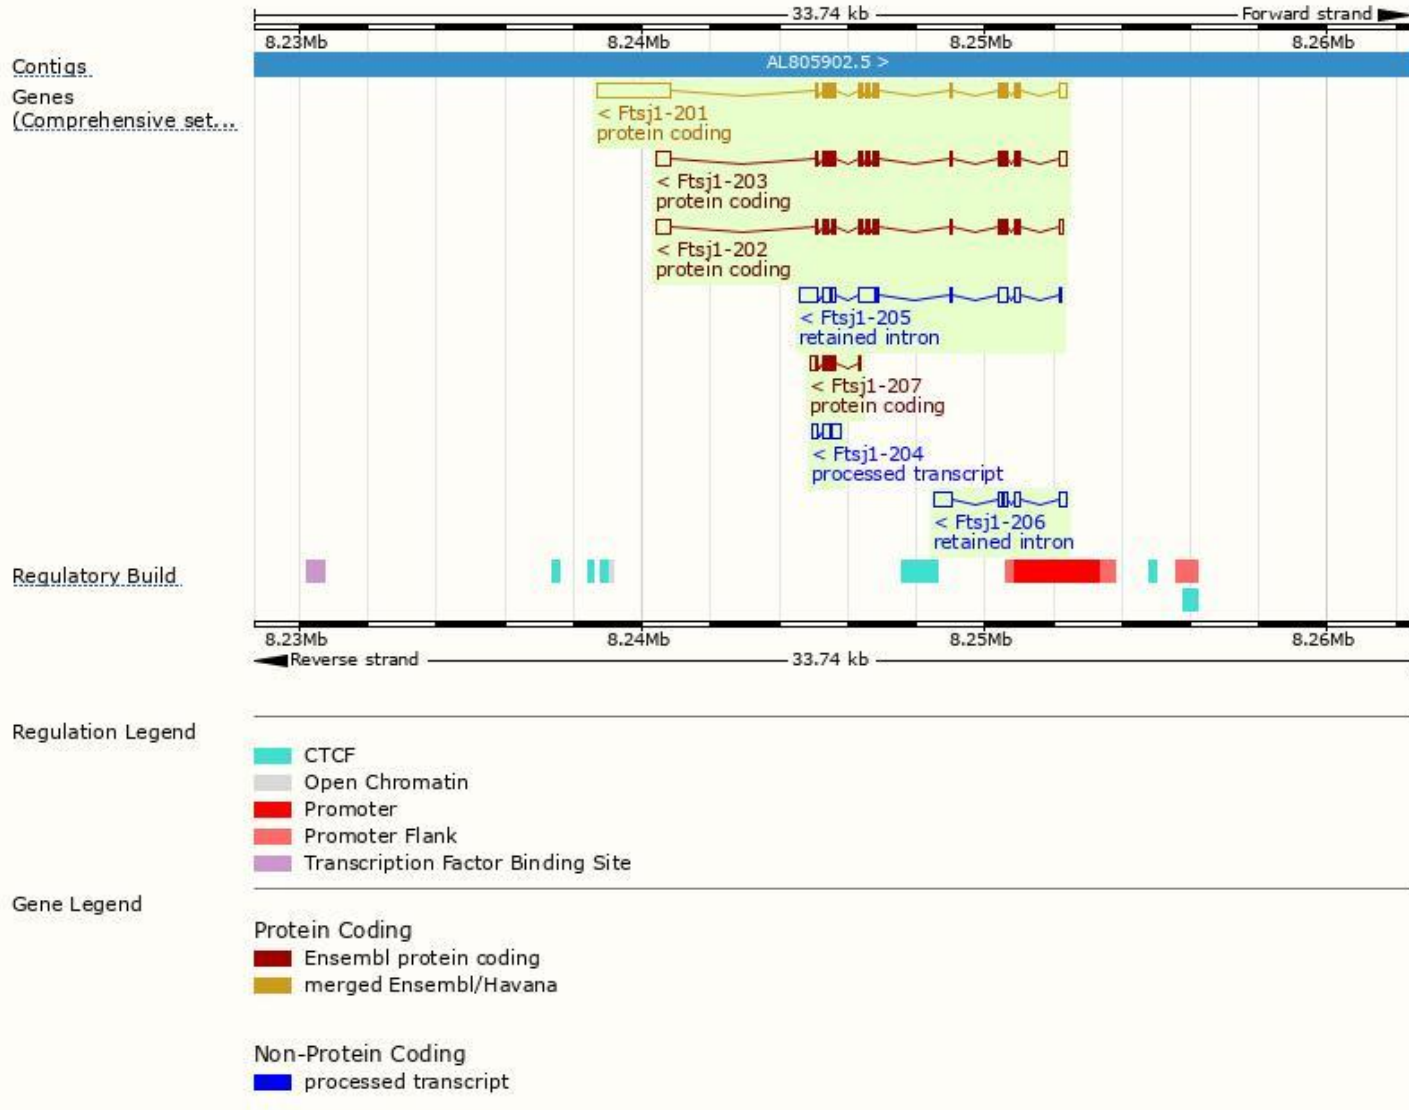 33.74 kb Forward strand
8.23Mb 8.24Mb 8.25Mb 8.26Mb
Contigs AL805902.5 >
Genes
(Comprehensive set...
< Ftsj1-201
protein coding
< Ftsj1-203
protein coding
< Ftsj1-202
protein coding
< Ftsj1-205
retained intron
< Ftsj1-207
protein coding
< Ftsj1-204
processed transcript
< Ftsj1-206
retained intron
Regulatory Build
8.23Mb 8.24Mb 8.25Mb 8.26Mb
Reverse strand 33.74 kb
Regulation Legend
CTCF
Open Chromatin
Promoter
Promoter Flank
Transcription Factor Binding Site
Gene Legend
Protein Coding
Ensembl protein coding
merged Ensembl/Havana
Non-Protein Coding
processed transcript